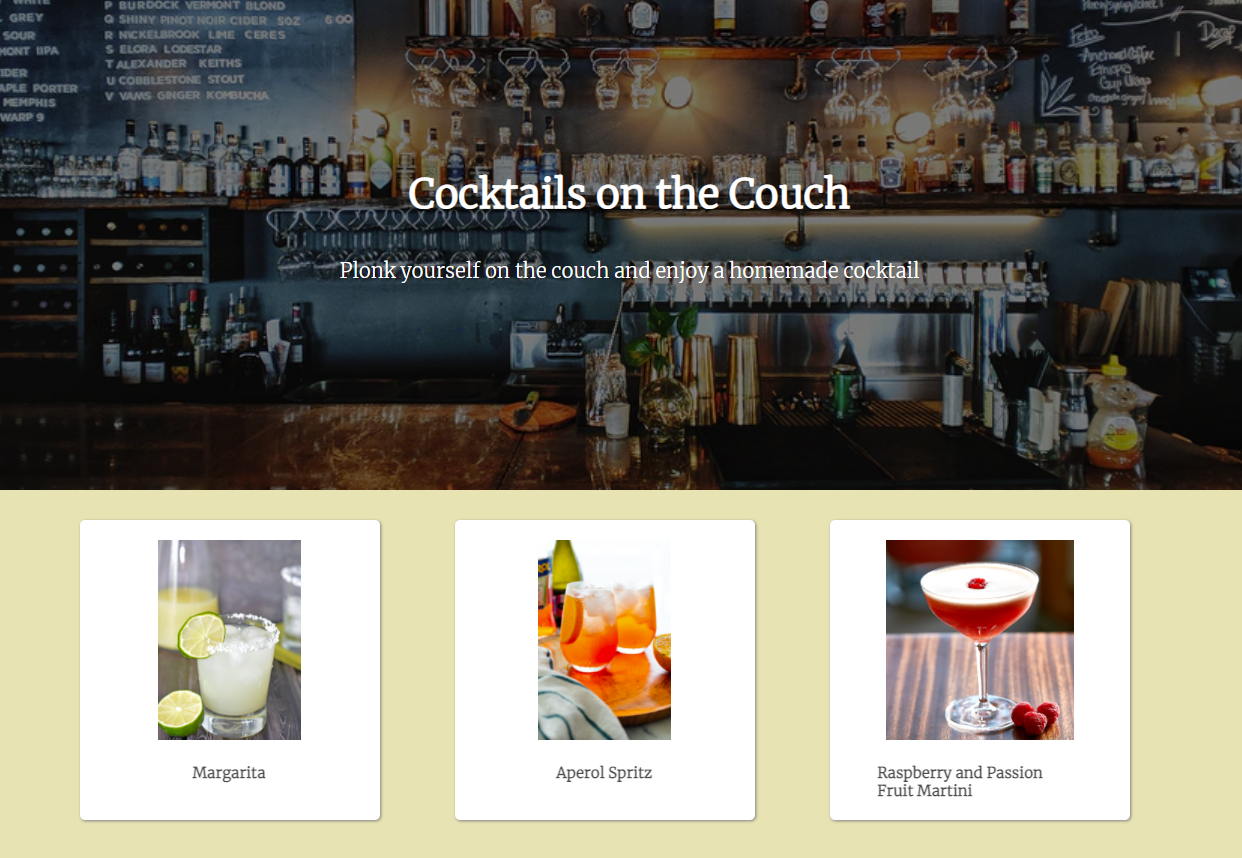 P BURDOCK VERMONT BLOND
L GREY
Q SHINY PINOT NOIR CIDER 5OZ 6.00
SOUR
R NICKELBROOK LIME CERES
MONT IIPA
S ELORA LODESTAR
T ALEXANDER KEITHS
IDER
U COBBLESTONE STOUT
APLE PORTER
V VAMS GINGER KOMBUCHA
MEMPHIS
WARP 9
Cocktails on the Couch
Plonk yourself on the couch and enjoy a homemade cocktail
Margarita
Aperol Spritz
Raspberry and Passion
Fruit Martini